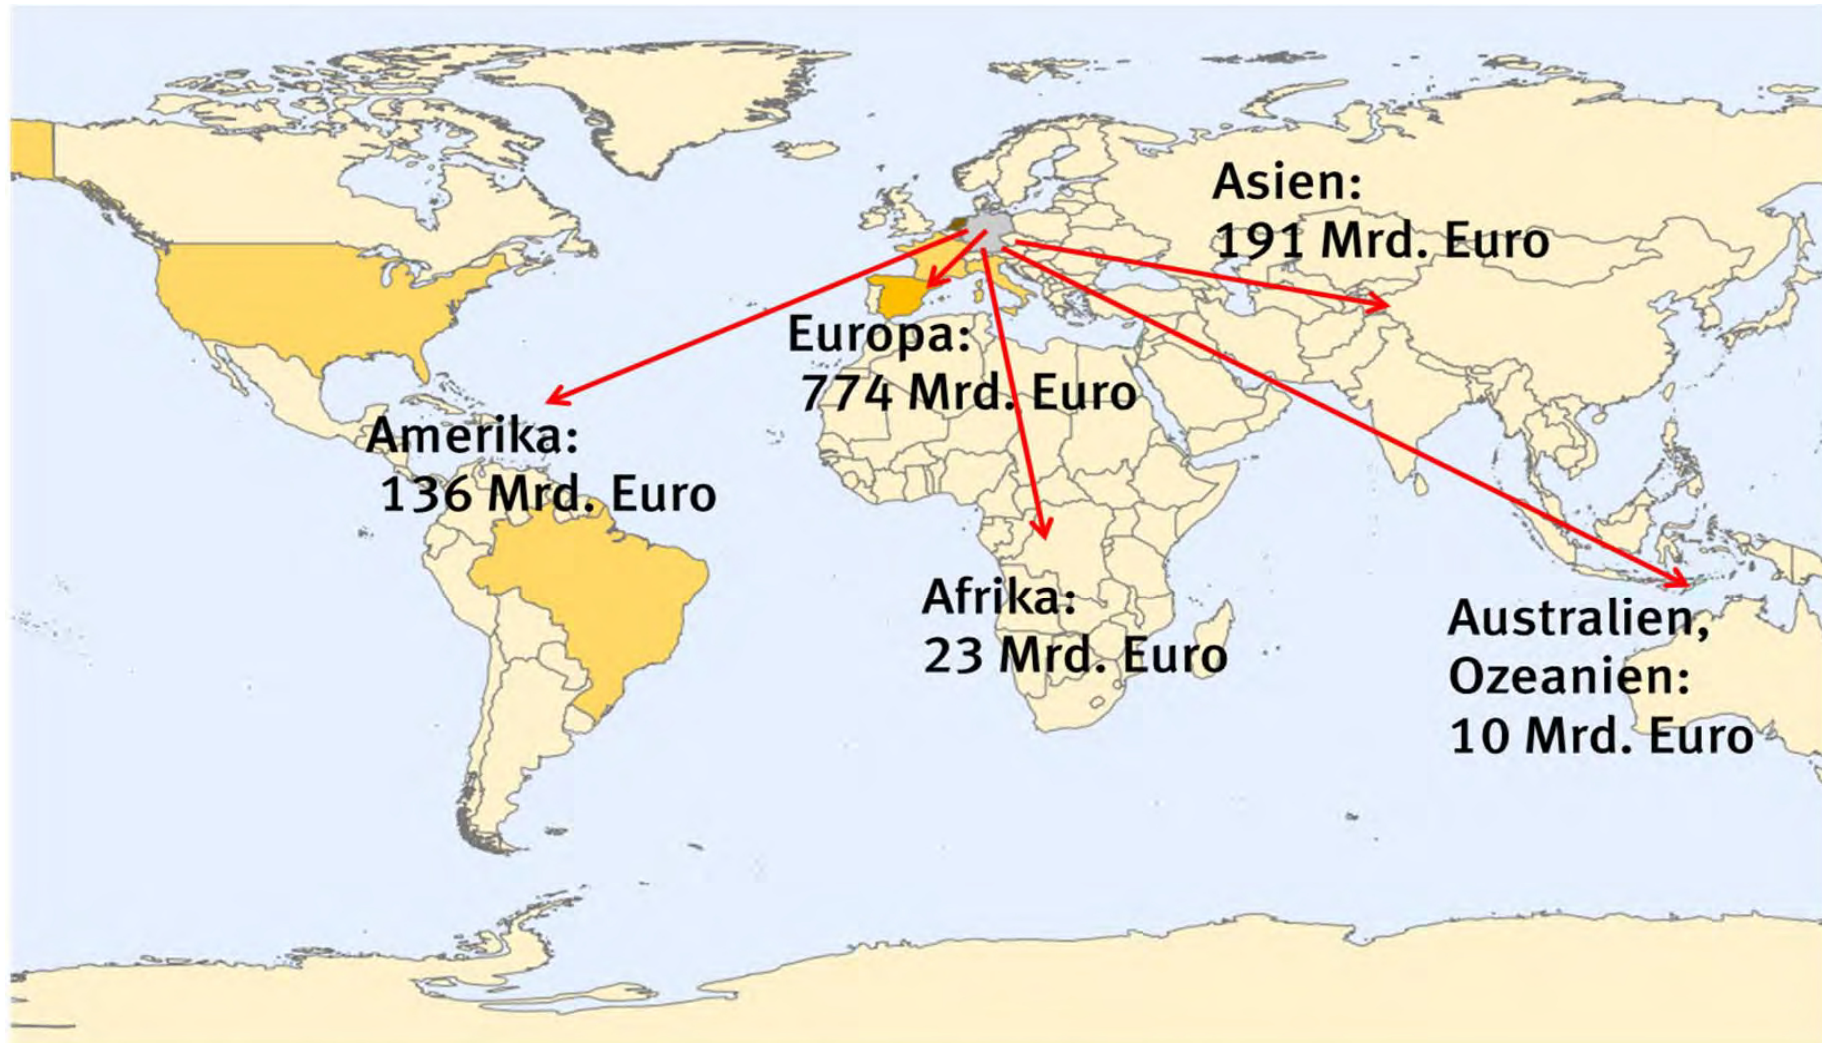 Asien:
191 Mrd. Euro
Europa:
774 Mrd. Euro
Amerika:
136 Mrd. Euro
Afrika:
23 Mrd. Euro
Australien,
Ozeanien:
10 Mrd. Euro